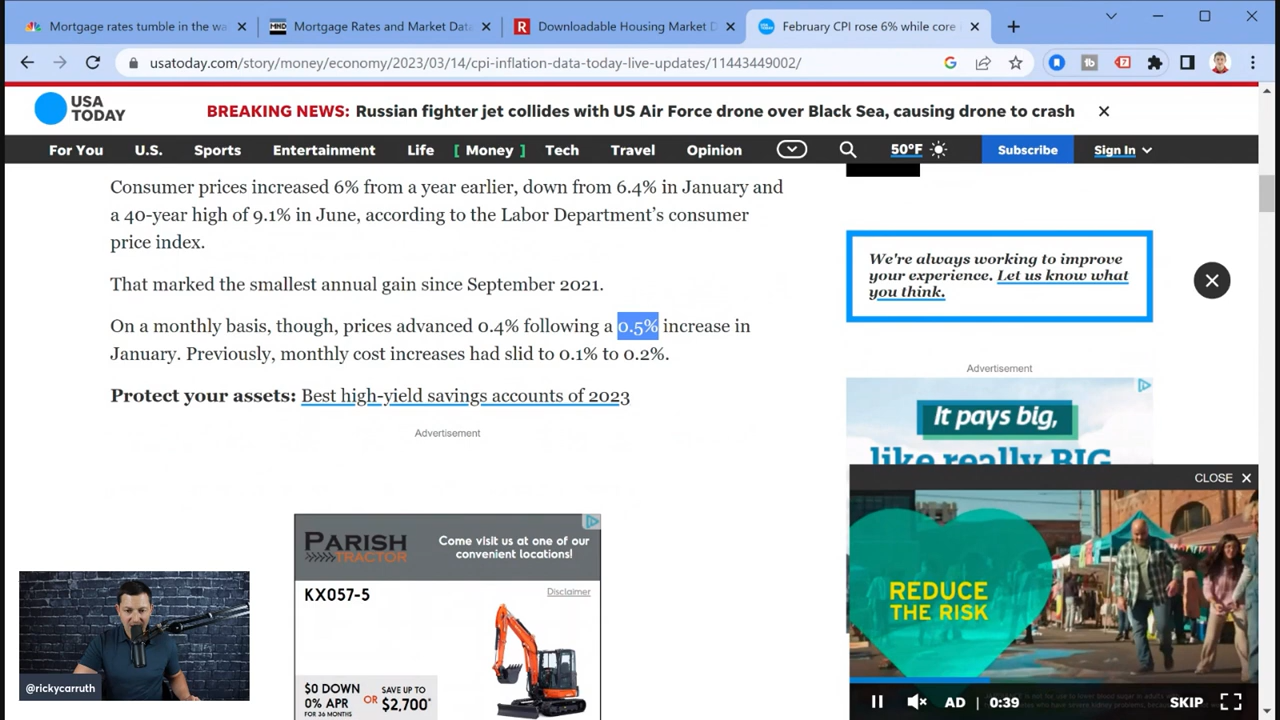 Mortgage rates tumble in the wa
MND
Mortgage Rates and Market Data
R
Downloadable Housing Market D
February CPI rose 6% while core
usatoday.com/story/money/economy/2023/03/14/cpi-inflation-data-today-live-updates/11443449002/
G
tb
7
USA
TODAY
BREAKING NEWS: Russian fighter jet collides with US Air Force drone over Black Sea, causing drone to crash
For You
U.S.
Sports
Entertainment
Life
[ Money ]
Tech
Travel
Opinion
50°F
Subscribe
Sign In
Consumer prices increased 6% from a year earlier, down from 6.4% in January and
a 40-year high of 9.1% in June, according to the Labor Department's consumer
price index.
That marked the smallest annual gain since September 2021.
On a monthly basis, though, prices advanced 0.4% following a 0.5% increase in
January. Previously, monthly cost increases had slid to 0.1% to 0.2%.
Protect your assets: Best high-yield savings accounts of 2023
Advertisement
PARISH
TRACTOR
Come visit us at one of our
convenient locations!
KX057-5
Disclaimer
$0 DOWN
0% APR
FOR 36 MONTHS
OR
SAVE UP TO
$2,700*
@rickycarruth
We're always working to improve
your experience. Let us know what
you think.
Advertisement
It pays big,
like really BIG
CLOSE
REDUCE
THE RISK
AD
0:39
SKIP